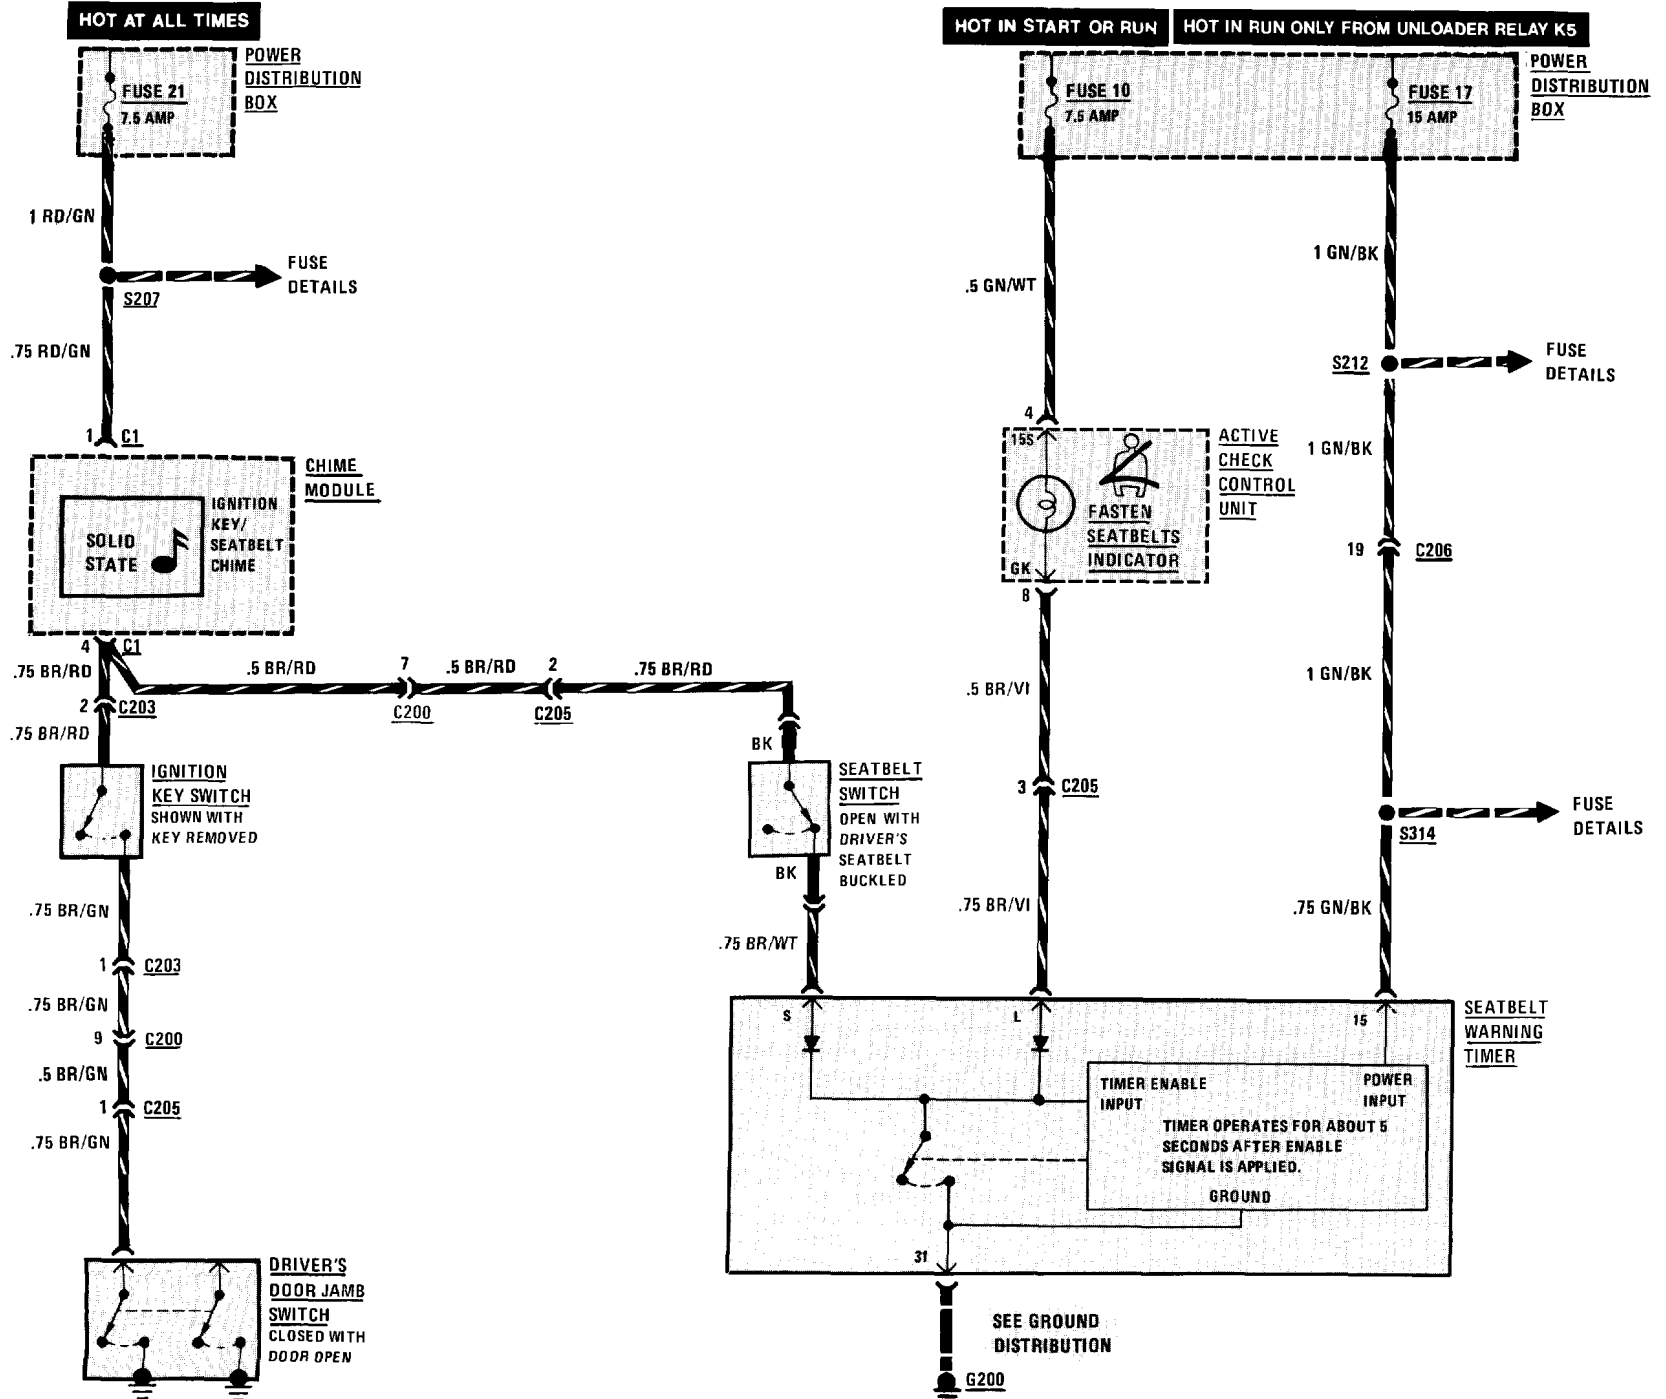 HOT AT ALL TIMES
POWER
DISTRIBUTION
BOX
FUSE 21
7.5 AMP
1 RD/GN
FUSE
DETAILS
S207
.75 RD/GN
1
C1
CHIME
MODULE
SOLID
STATE
IGNITION
KEY/
SEATBELT
CHIME
4
C1
.75 BR/RD
.5 BR/RD
7
C200
.5 BR/RD
2
C205
.75 BR/RD
2
C203
.75 BR/RD
IGNITION
KEY SWITCH
SHOWN WITH
KEY REMOVED
.75 BR/GN
1
C203
.75 BR/GN
9
C200
.5 BR/GN
1
C205
.75 BR/GN
DRIVER'S
DOOR JAMB
SWITCH
CLOSED WITH
DOOR OPEN
BK
SEATBELT
SWITCH
OPEN WITH
DRIVER'S
SEATBELT
BUCKLED
BK
.75 BR/WT
HOT IN START OR RUN
HOT IN RUN ONLY FROM UNLOADER RELAY K5
POWER
DISTRIBUTION
BOX
FUSE 10
7.5 AMP
FUSE 17
15 AMP
.5 GN/WT
1 GN/BK
S212
FUSE
DETAILS
4
15S
ACTIVE
CHECK
CONTROL
UNIT
FASTEN
SEATBELTS
INDICATOR
GK
8
1 GN/BK
19
C206
.5 BR/VI
1 GN/BK
3
C205
S314
FUSE
DETAILS
.75 BR/VI
.75 GN/BK
S
L
15
SEATBELT
WARNING
TIMER
TIMER ENABLE
INPUT
POWER
INPUT
TIMER OPERATES FOR ABOUT 5
SECONDS AFTER ENABLE
SIGNAL IS APPLIED.
GROUND
31
SEE GROUND
DISTRIBUTION
G200